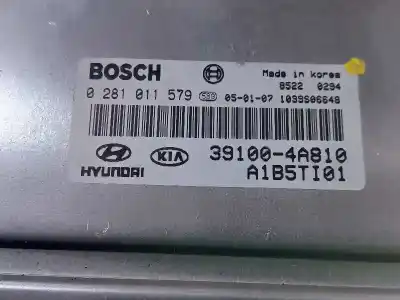 BOSCH
Made in korea
8522 0294
0 281 011 579 05-01-07 1039S06648
HYUNDAI KIA
39100-4A810
A1B5TI01